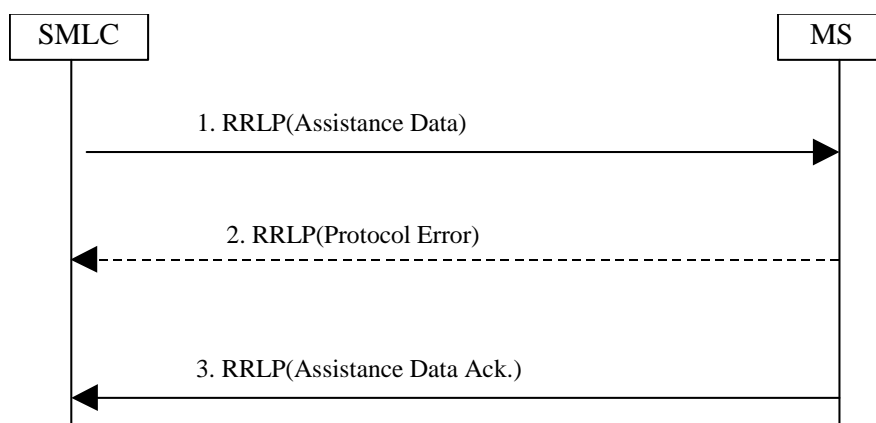 SMLC
MS
1. RRLP(Assistance Data)
2. RRLP(Protocol Error)
3. RRLP(Assistance Data Ack.)